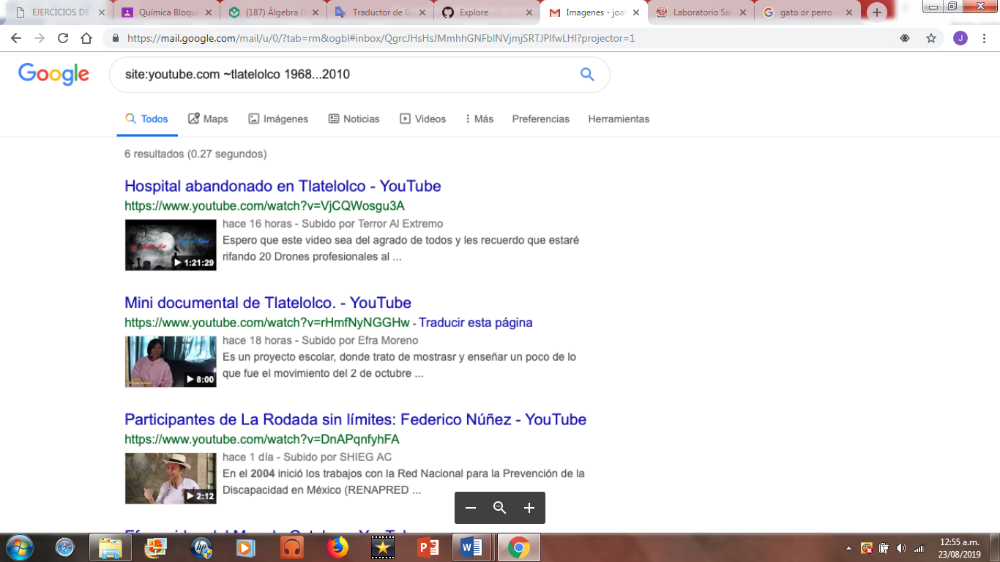 EJERCICIOS DE
Química Bloque
(187) Álgebra (
Traductor de G
Explore
Imagenes - joa
Laboratorio Sal
gato or perro -
https://mail.google.com/mail/u/0/?tab=rm&ogbl#inbox/QgrcJHsHsJMmhhGNFblNVjmjSRTJPlfwLHl?projector=1
J
Google
site:youtube.com ~tlatelolco 1968...2010
Todos
Maps
Imágenes
Noticias
Videos
Más
Preferencias
Herramientas
6 resultados (0.27 segundos)
Hospital abandonado en Tlatelolco - YouTube
https://www.youtube.com/watch?v=VjCQWosgu3A
hace 16 horas - Subido por Terror Al Extremo
Espero que este video sea del agrado de todos y les recuerdo que estaré
rifando 20 Drones profesionales al ...
1:21:29
Mini documental de Tlatelolco. - YouTube
https://www.youtube.com/watch?v=rHmfNyNGGHw - Traducir esta página
hace 18 horas - Subido por Efra Moreno
Es un proyecto escolar, donde trato de mostrasr y enseñar un poco de lo
que fue el movimiento del 2 de octubre ...
8:00
Participantes de La Rodada sin límites: Federico Núñez - YouTube
https://www.youtube.com/watch?v=DnAPqnfyhFA
hace 1 día - Subido por SHIEG AC
En el 2004 inició los trabajos con la Red Nacional para la Prevención de la
Discapacidad en México (RENAPRED ...
2:12
12:55 a.m.
23/08/2019